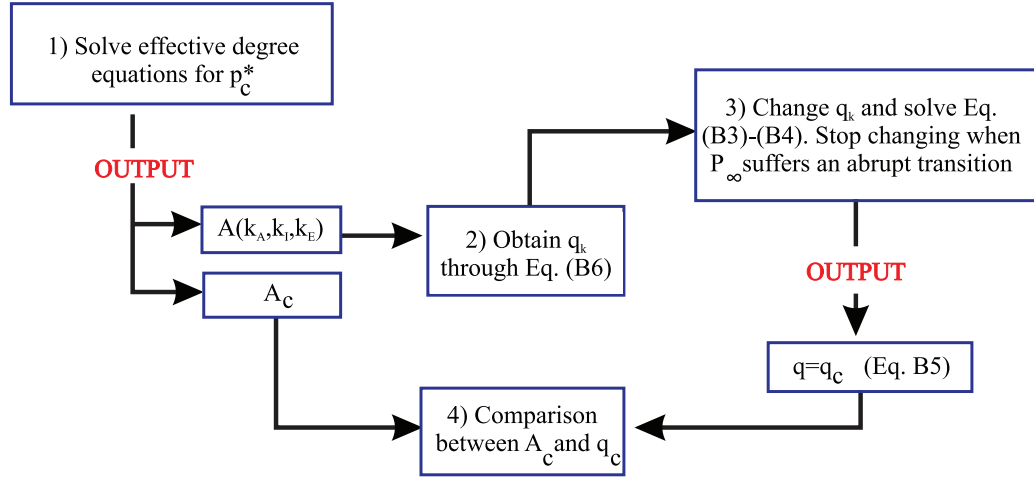 1) Solve effective degree
equations for p*c
OUTPUT
A(kA,kI,kE)
Ac
2) Obtain qk
through Eq. (B6)
3) Change qk and solve Eq.
(B3)-(B4). Stop changing when
P∞ suffers an abrupt transition
OUTPUT
q=qc (Eq. B5)
4) Comparison
between Ac and qc